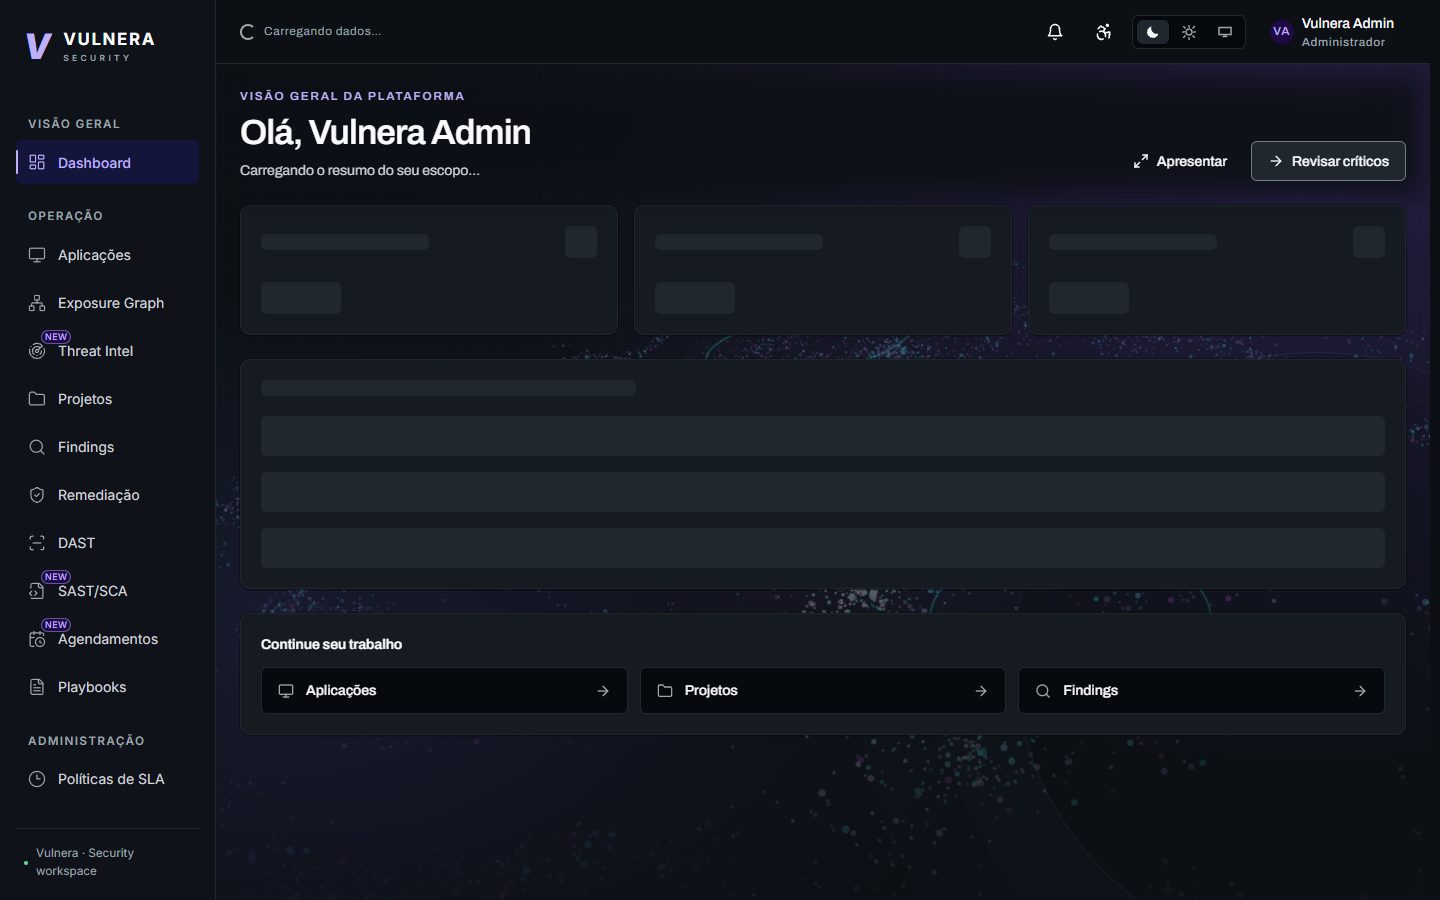 VULNERA
SECURITY
VISÃO GERAL
Dashboard
OPERAÇÃO
Aplicações
Exposure Graph
NEW
Threat Intel
Projetos
Findings
Remediação
DAST
NEW
SAST/SCA
NEW
Agendamentos
Playbooks
ADMINISTRAÇÃO
Políticas de SLA
Vulnera · Security
workspace
Carregando dados...
VA
Vulnera Admin
Administrador
VISÃO GERAL DA PLATAFORMA
Olá, Vulnera Admin
Carregando o resumo do seu escopo...
Apresentar
Revisar críticos
Continue seu trabalho
Aplicações
Projetos
Findings